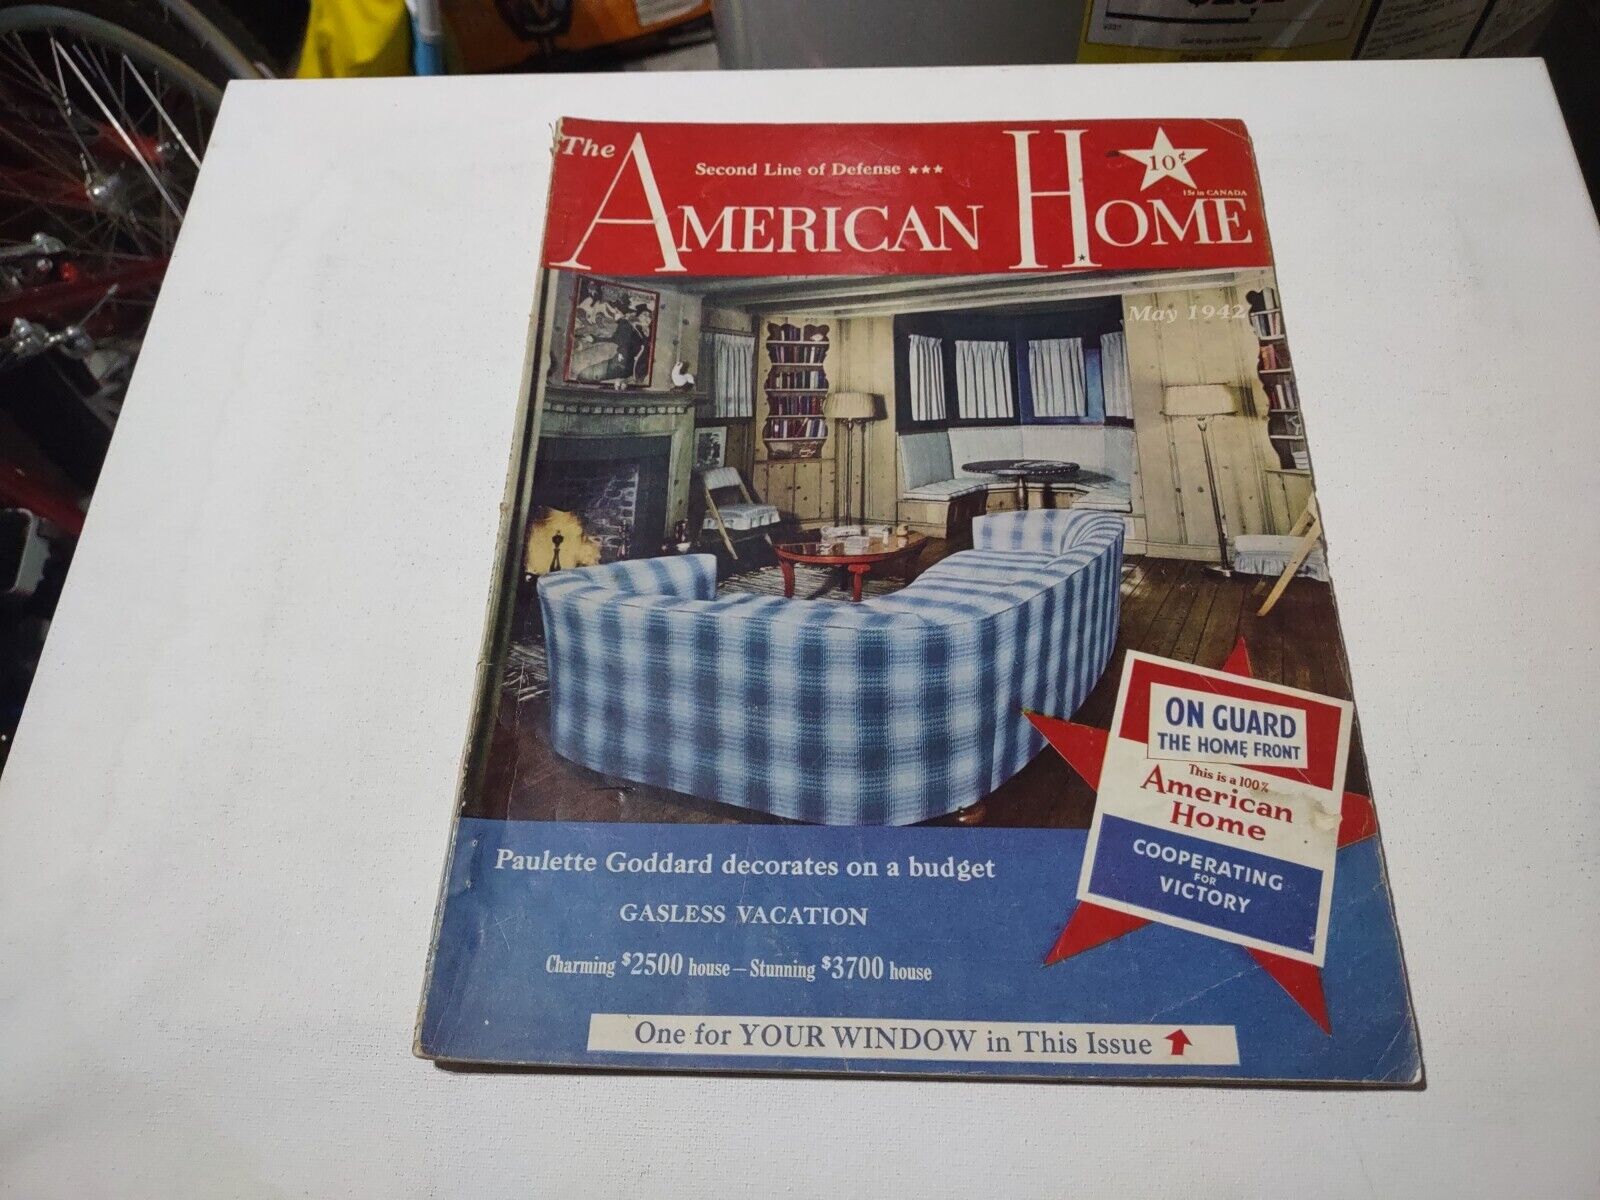 The
AMERICAN HOME
Second Line of Defense ★★★
10¢
15¢ in CANADA
May 1942
ON GUARD
THE HOME FRONT
This is a 100%
American
Home
COOPERATING
FOR
VICTORY
Paulette Goddard decorates on a budget
GASLESS VACATION
Charming $2500 house – Stunning $3700 house
One for YOUR WINDOW in This Issue